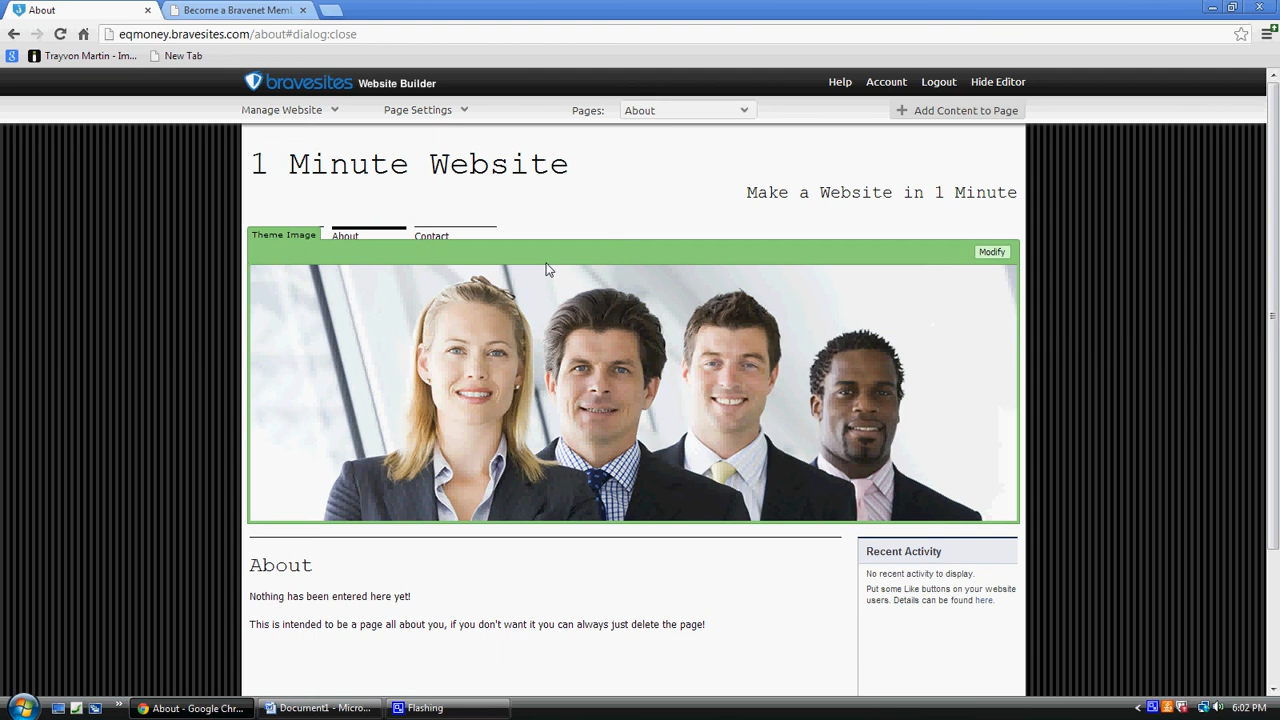 About
Become a Bravenet Meml
eqmoney.bravesites.com/about#dialog:close
Trayvon Martin - Im... New Tab
bravesites Website Builder Help Account Logout Hide Editor
Manage Website Page Settings Pages: About + Add Content to Page
1 Minute Website
Make a Website in 1 Minute
Theme Image About Contact
Modify
About
Nothing has been entered here yet!
This is intended to be a page all about you, if you don't want it you can always just delete the page!
Recent Activity
No recent activity to display.
Put some Like buttons on your website
users. Details can be found here.
About - Google Chr... Document1 - Micro... Flashing 6:02 PM